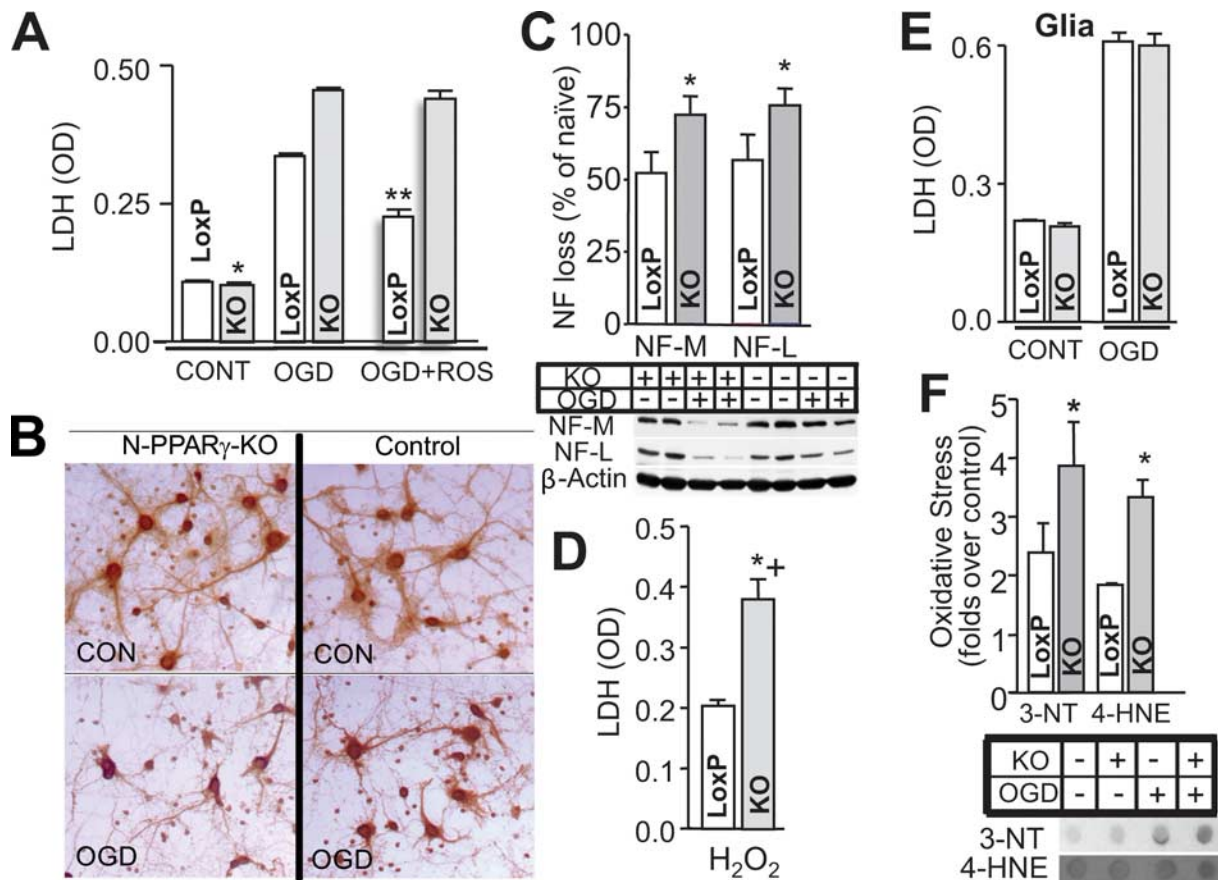 A
LDH (OD)
0.50
0.25
0.00
LoxP
*
KO
LoxP
KO
**
LoxP
KO
CONT
OGD
OGD+ROS
B
N-PPARγ-KO
Control
CON
CON
OGD
OGD
C
NF loss (% of naïve)
100
75
50
25
0
*
*
LoxP
KO
LoxP
KO
NF-M
NF-L
KO + + + + - - - -
OGD - - + + - - + +
NF-M
NF-L
β-Actin
D
LDH (OD)
0.5
0.4
0.3
0.2
0.1
0.0
*+
LoxP
KO
H₂O₂
E
Glia
LDH (OD)
0.6
0.3
0.0
LoxP
KO
LoxP
KO
CONT
OGD
F
Oxidative Stress
(folds over control)
5
4
3
2
1
0
*
*
LoxP
KO
LoxP
KO
3-NT
4-HNE
KO - + - +
OGD - - + +
3-NT
4-HNE